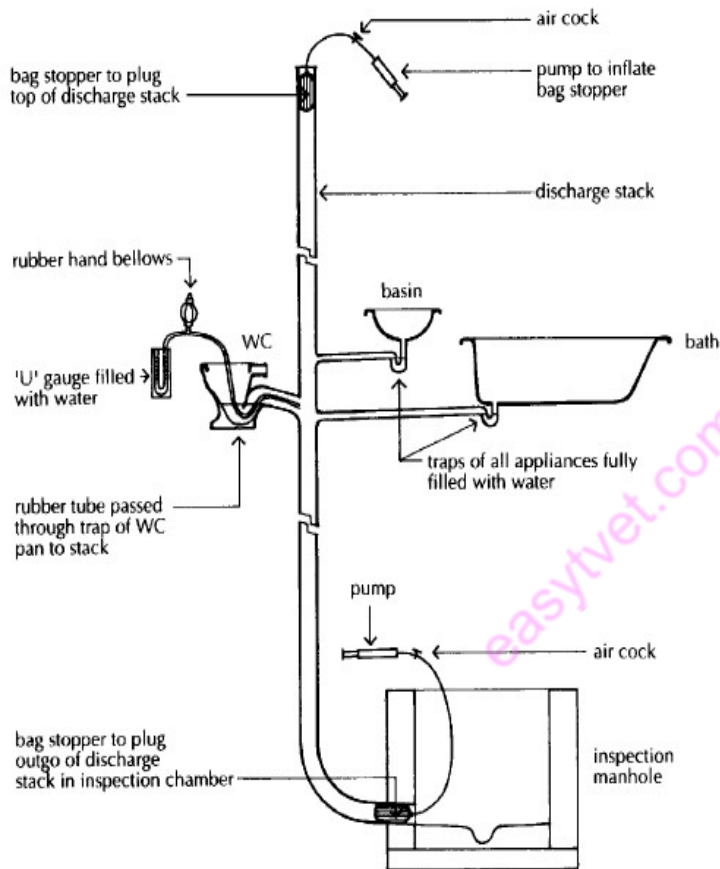 air cock
bag stopper to plug
top of discharge stack
pump to inflate
bag stopper
discharge stack
rubber hand bellows
basin
WC
bath
'U' gauge filled
with water
traps of all appliances fully
filled with water
rubber tube passed
through trap of WC
pan to stack
pump
air cock
bag stopper to plug
outgo of discharge
stack in inspection chamber
inspection
manhole
easytvet.com